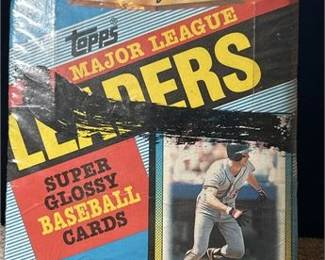 Topps
MAJOR LEAGUE
LEADERS
SUPER
GLOSSY
BASEBALL
CARDS